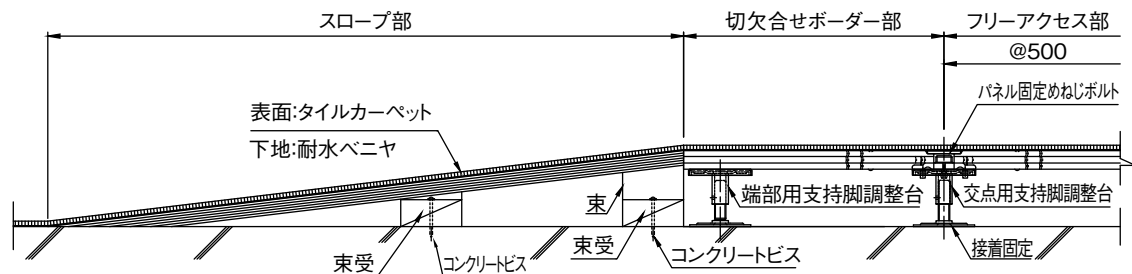 スロープ部
切欠合せボーダー部
フリーアクセス部
@500
パネル固定めねじボルト
表面:タイルカーペット
下地:耐水ベニヤ
束
端部用支持脚調整台
交点用支持脚調整台
束受
コンクリートビス
束受
コンクリートビス
接着固定